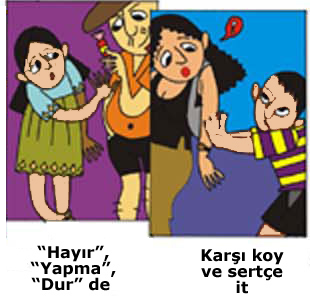 “Hayır”,
“Yapma”,
“Dur” de
Karşı koy
ve sertçe
it